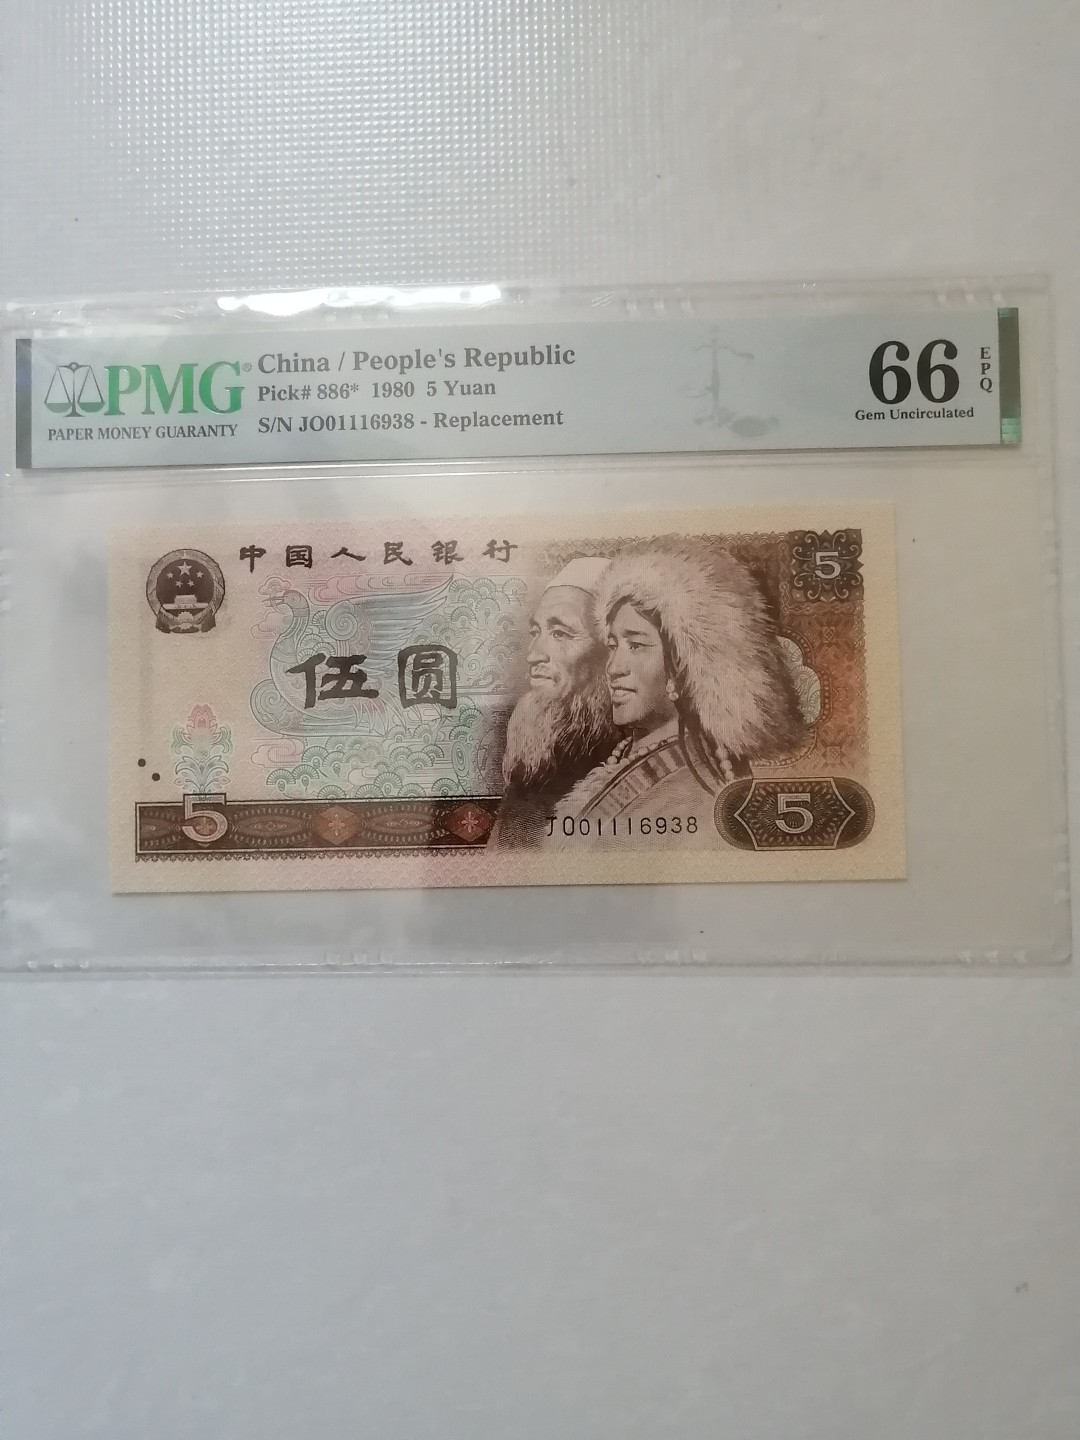 PMG®
PAPER MONEY GUARANTY
China / People's Republic
Pick# 886* 1980 5 Yuan
S/N JO01116938 - Replacement
66
EPQ
Gem Uncirculated
中国人民银行
5
伍圆
5
JO01116938
5